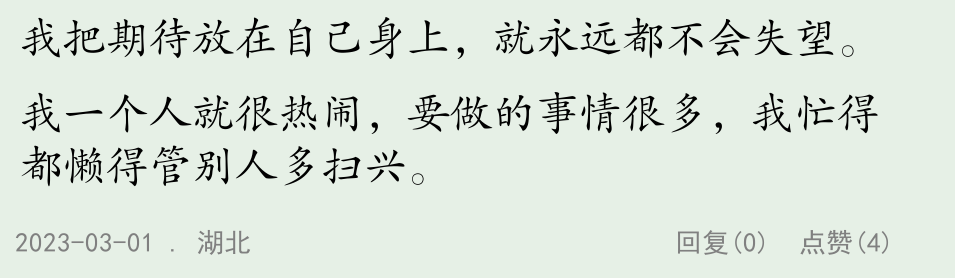 我把期待放在自己身上，就永远都不会失望。
我一个人就很热闹，要做的事情很多，我忙得
都懒得管别人多扫兴。
2023-03-01 . 湖北 回复(0) 点赞(4)